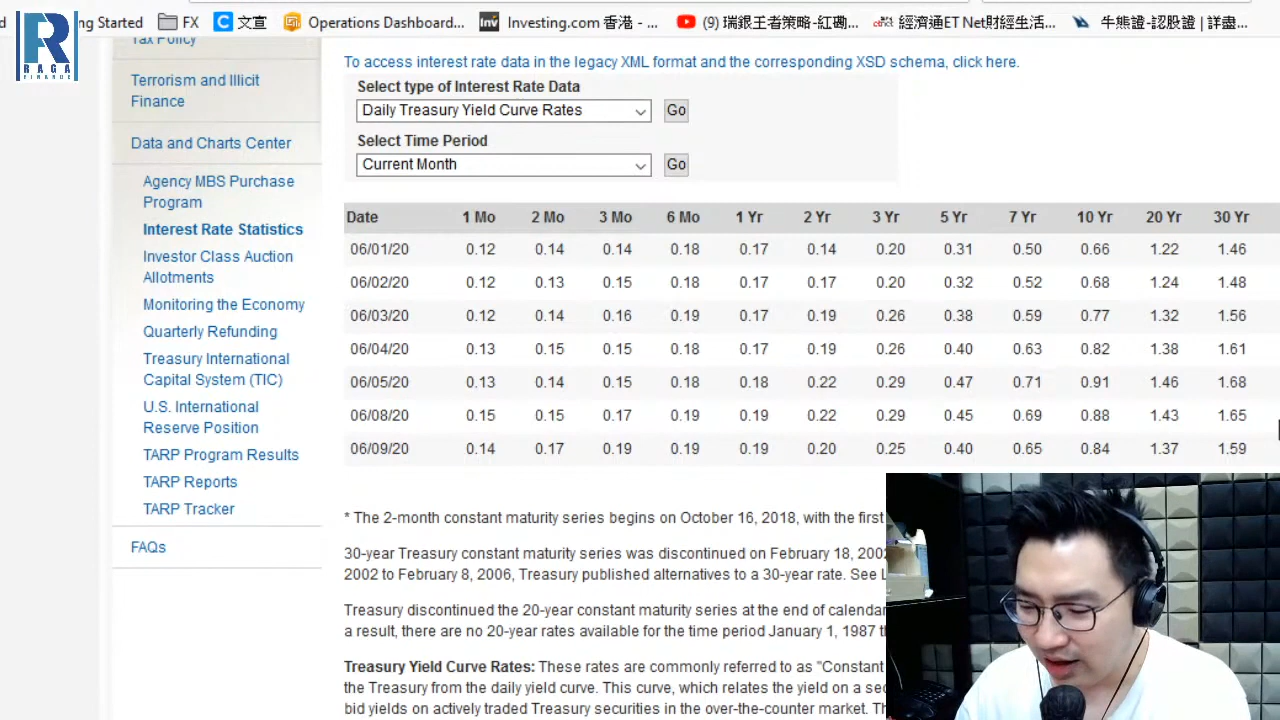 d
ing Started
FX
文宣
Operations Dashboard...
Inv
Investing.com 香港 - ...
(9) 瑞銀王者策略-紅磡...
etnet
經濟通ET Net財經生活...
牛熊證-認股證 | 詳盡...
R
RAGA
FINANCE
Tax Policy
Terrorism and Illicit
Finance
Data and Charts Center
Agency MBS Purchase
Program
Interest Rate Statistics
Investor Class Auction
Allotments
Monitoring the Economy
Quarterly Refunding
Treasury International
Capital System (TIC)
U.S. International
Reserve Position
TARP Program Results
TARP Reports
TARP Tracker
FAQs
To access interest rate data in the legacy XML format and the corresponding XSD schema, click here.
Select type of Interest Rate Data
Daily Treasury Yield Curve Rates Go
Select Time Period
Current Month Go
Date 1 Mo 2 Mo 3 Mo 6 Mo 1 Yr 2 Yr 3 Yr 5 Yr 7 Yr 10 Yr 20 Yr 30 Yr
06/01/20 0.12 0.14 0.14 0.18 0.17 0.14 0.20 0.31 0.50 0.66 1.22 1.46
06/02/20 0.12 0.13 0.15 0.18 0.17 0.17 0.20 0.32 0.52 0.68 1.24 1.48
06/03/20 0.12 0.14 0.16 0.19 0.17 0.19 0.26 0.38 0.59 0.77 1.32 1.56
06/04/20 0.13 0.15 0.15 0.18 0.17 0.19 0.26 0.40 0.63 0.82 1.38 1.61
06/05/20 0.13 0.14 0.15 0.18 0.18 0.22 0.29 0.47 0.71 0.91 1.46 1.68
06/08/20 0.15 0.15 0.17 0.19 0.19 0.22 0.29 0.45 0.69 0.88 1.43 1.65
06/09/20 0.14 0.17 0.19 0.19 0.19 0.20 0.25 0.40 0.65 0.84 1.37 1.59
* The 2-month constant maturity series begins on October 16, 2018, with the first
30-year Treasury constant maturity series was discontinued on February 18, 2002
2002 to February 8, 2006, Treasury published alternatives to a 30-year rate. See L
Treasury discontinued the 20-year constant maturity series at the end of calendar
a result, there are no 20-year rates available for the time period January 1, 1987 th
Treasury Yield Curve Rates: These rates are commonly referred to as "Constant
the Treasury from the daily yield curve. This curve, which relates the yield on a sec
bid yields on actively traded Treasury securities in the over-the-counter market. Th